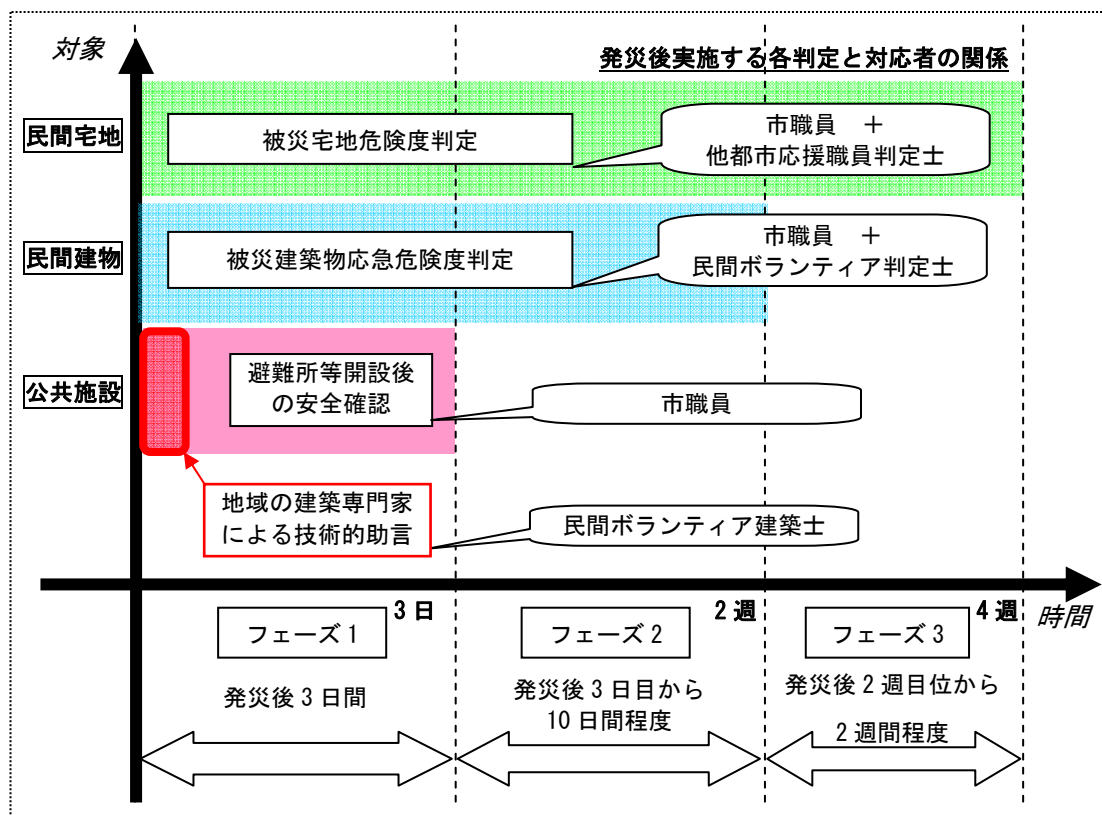 対象
発災後実施する各判定と対応者の関係
民間宅地
被災宅地危険度判定
市職員 ＋
他都市応援職員判定士
民間建物
被災建築物応急危険度判定
市職員 ＋
民間ボランティア判定士
公共施設
避難所等開設後
の安全確認
市職員
地域の建築専門家
による技術的助言
民間ボランティア建築士
3日
2週
4週
時間
フェーズ1
フェーズ2
フェーズ3
発災後3日間
発災後3日目から
10日間程度
発災後2週目位から
2週間程度